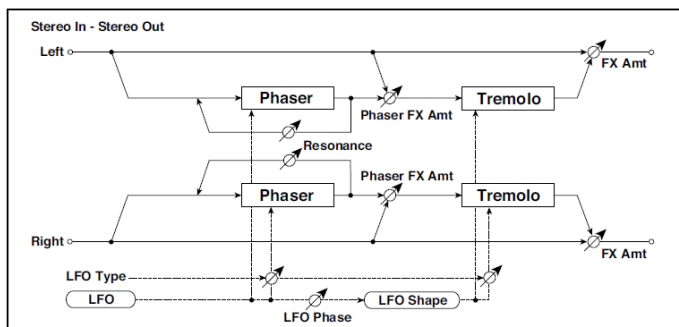 Stereo In - Stereo Out
Left
FX Amt
Phaser
Tremolo
Phaser FX Amt
Resonance
Phaser FX Amt
Phaser
Tremolo
Right
FX Amt
LFO Type
LFO
LFO Shape
LFO Phase